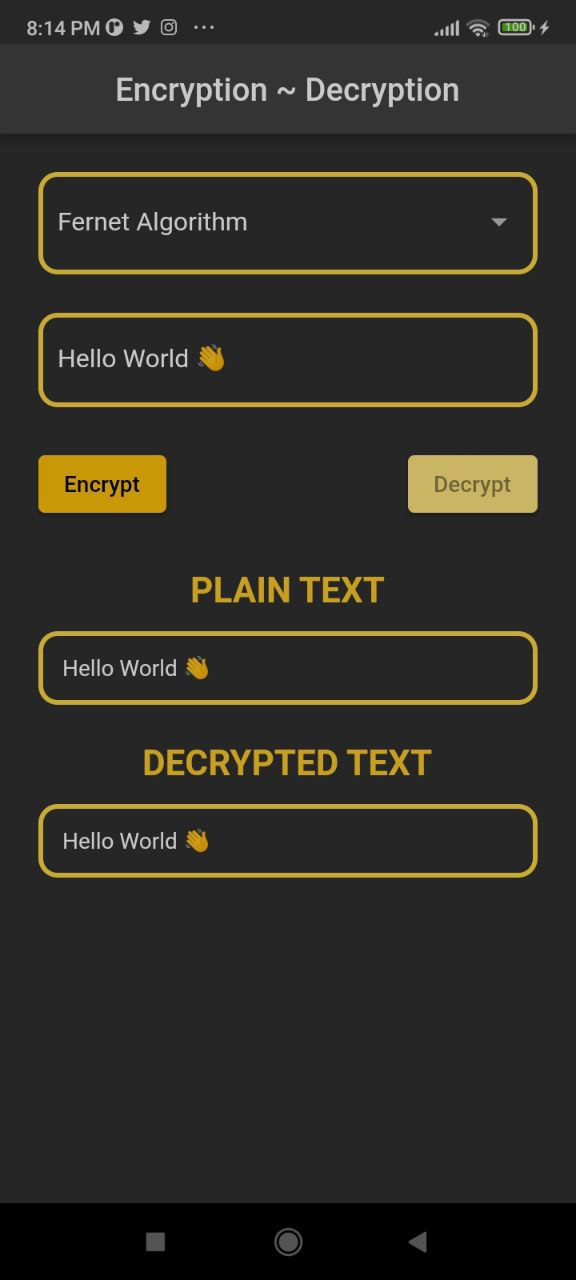 8:14 PM
100
Encryption ~ Decryption
Fernet Algorithm
Hello World 👋
Encrypt
Decrypt
PLAIN TEXT
Hello World 👋
DECRYPTED TEXT
Hello World 👋